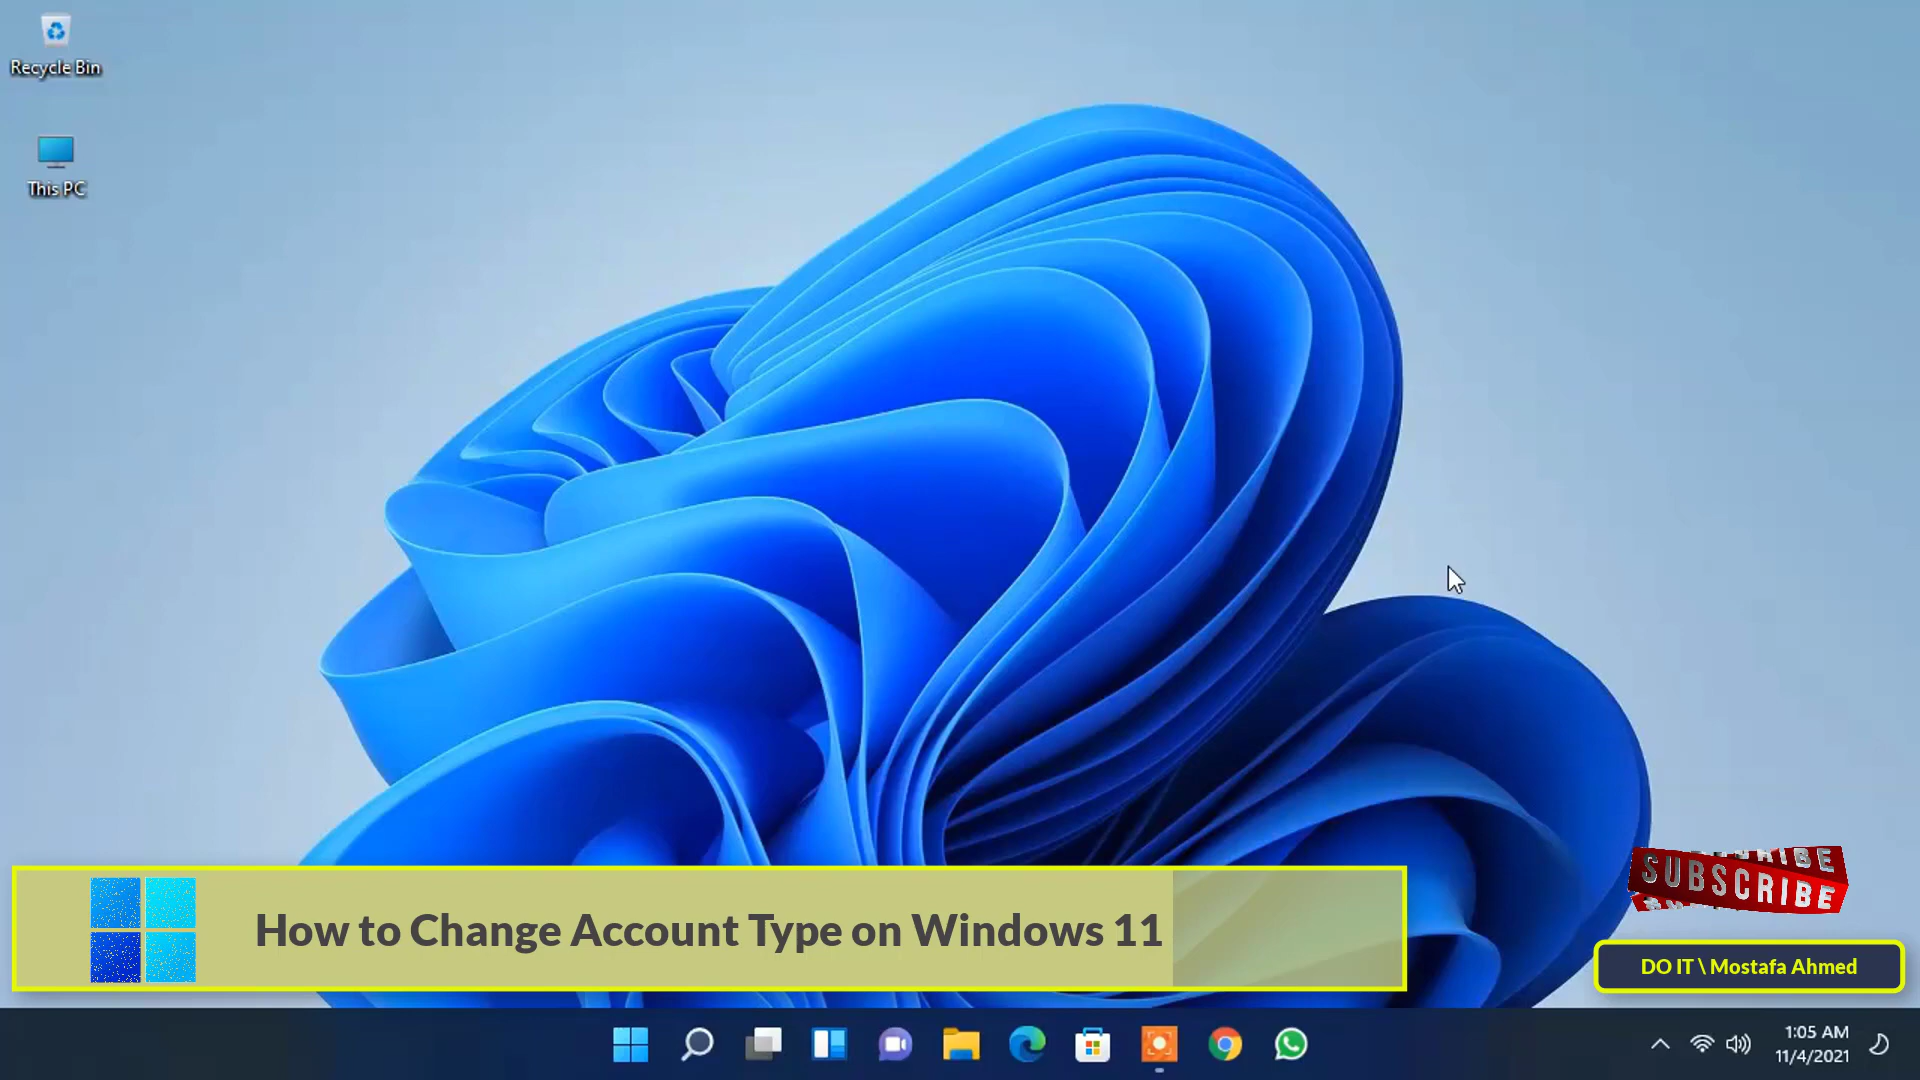 Recycle Bin
This PC
How to Change Account Type on Windows 11
SUBSCRIBE
DO IT \ Mostafa Ahmed
1:05 AM
11/4/2021